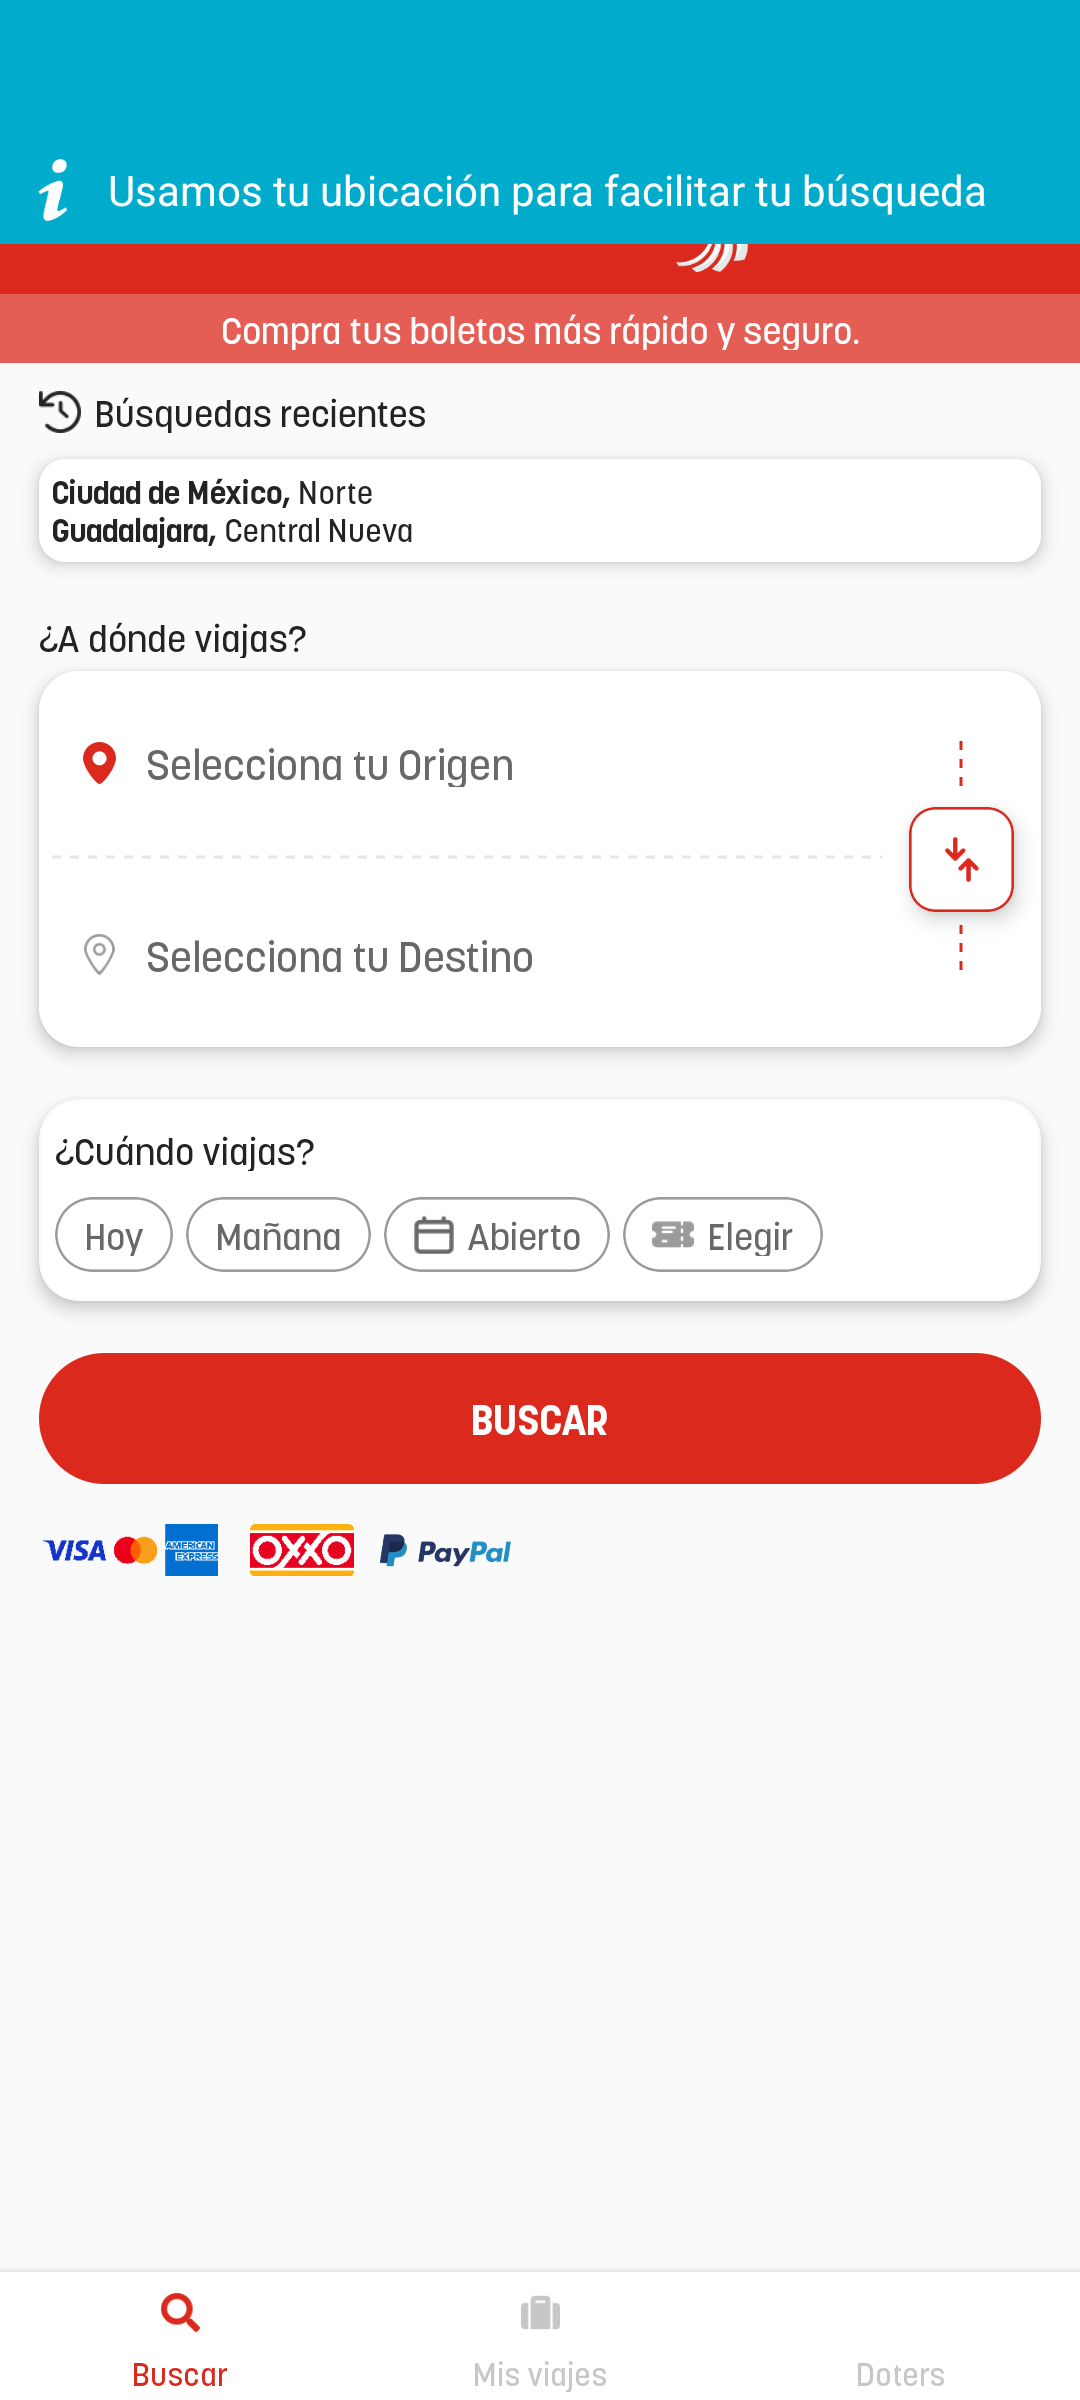 Usamos tu ubicación para facilitar tu búsqueda
Compra tus boletos más rápido y seguro.
Búsquedas recientes
Ciudad de México, Norte
Guadalajara, Central Nueva
¿A dónde viajas?
Selecciona tu Origen
Selecciona tu Destino
¿Cuándo viajas?
Hoy Mañana Abierto Elegir
BUSCAR
VISA AMERICAN EXPRESS OXXO PayPal
Buscar Mis viajes Doters